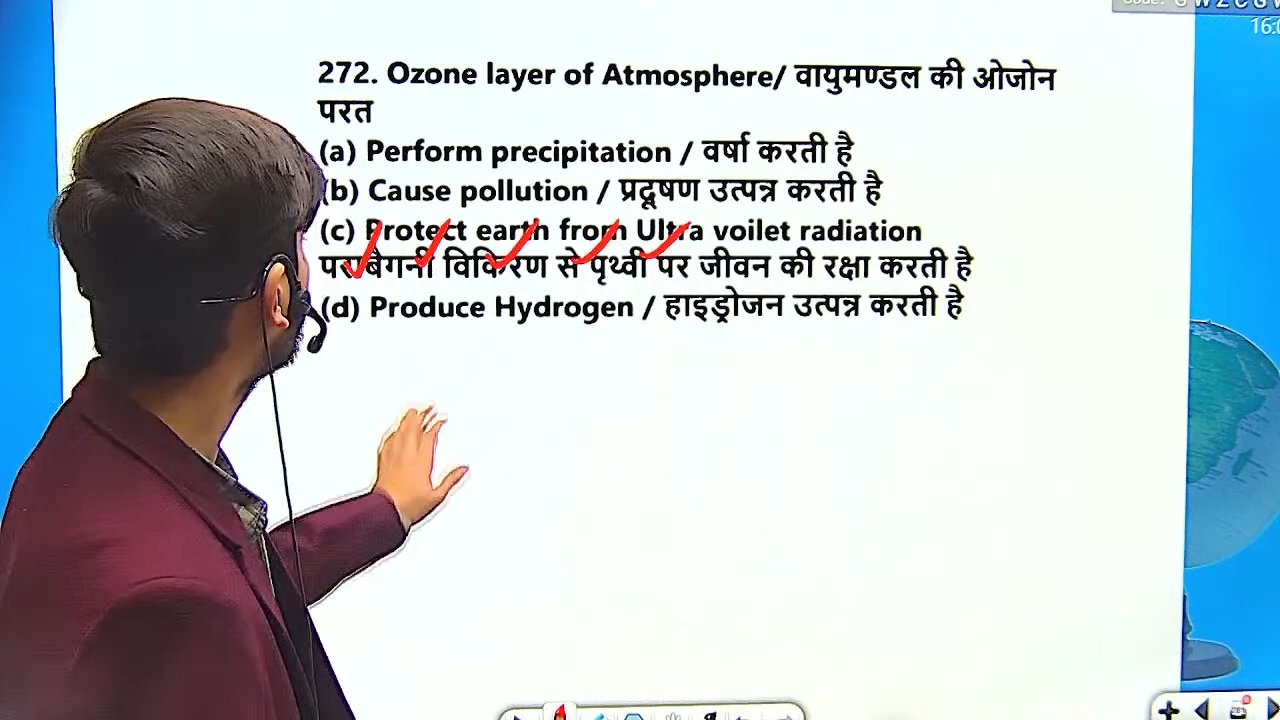 272. Ozone layer of Atmosphere/ वायुमण्डल की ओजोन
परत
(a) Perform precipitation / वर्षा करती है
(b) Cause pollution / प्रदूषण उत्पन्न करती है
(c) Protect earth from Ultra voilet radiation
पराबैगनी विकिरण से पृथ्वी पर जीवन की रक्षा करती है
(d) Produce Hydrogen / हाइड्रोजन उत्पन्न करती है